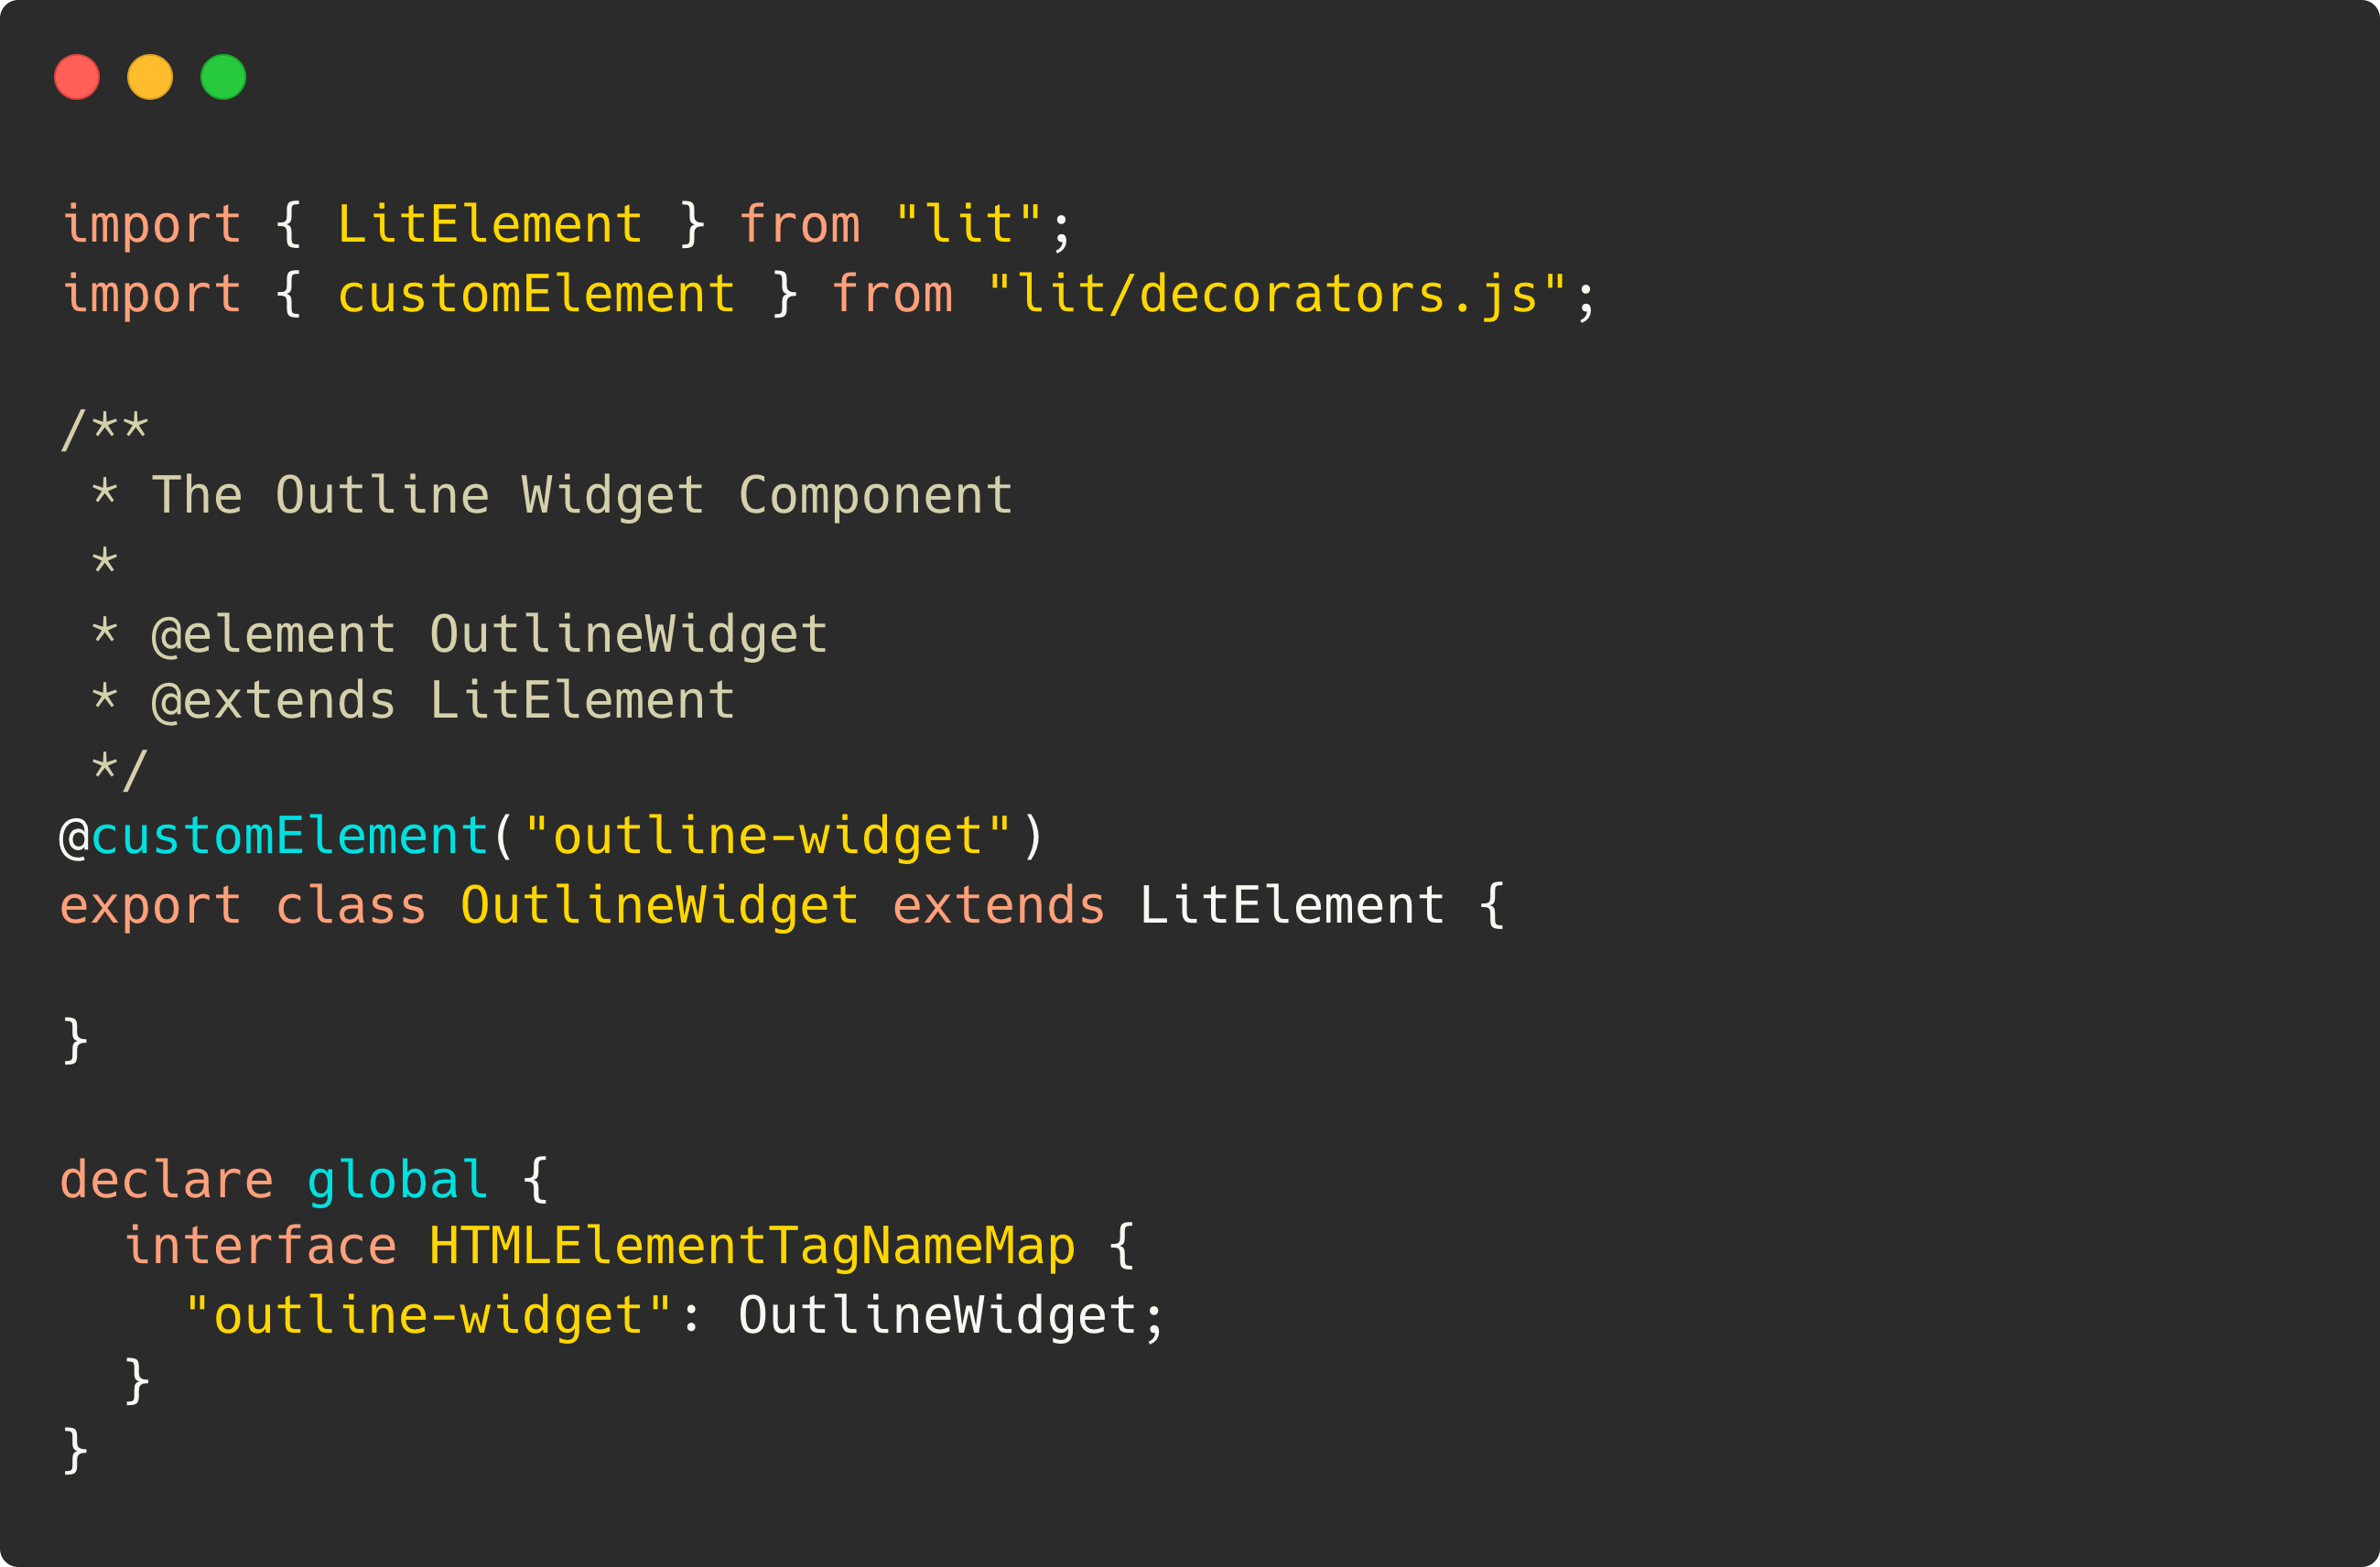 import { LitElement } from "lit";
import { customElement } from "lit/decorators.js";
/**
 * The Outline Widget Component
 *
 * @element OutlineWidget
 * @extends LitElement
 */
@customElement("outline-widget")
export class OutlineWidget extends LitElement {
}
declare global {
  interface HTMLElementTagNameMap {
    "outline-widget": OutlineWidget;
  }
}